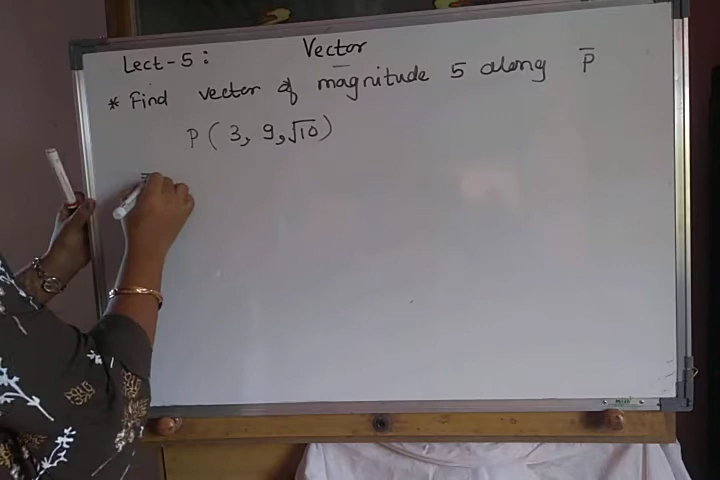 Lect-5: Vector
* Find vector of magnitude 5 along P̅
P ( 3, 9, √10 )
=